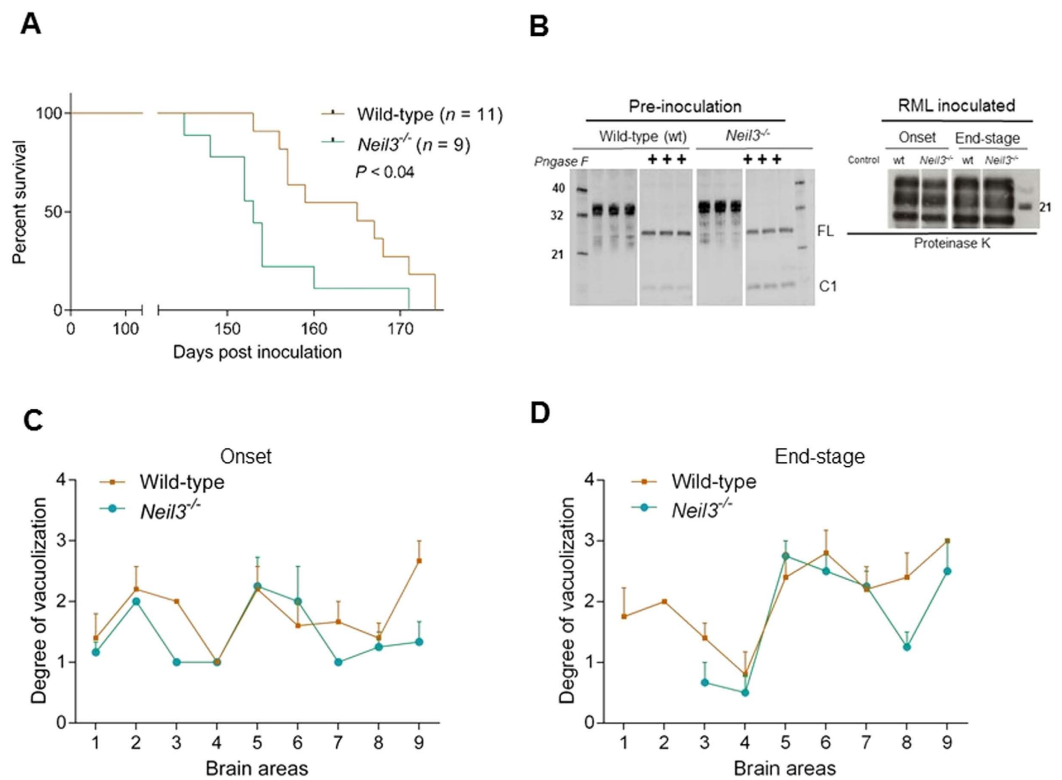 A
100
50
0
Percent survival
Wild-type (n = 11)
Neil3-/- (n = 9)
P < 0.04
0 100 150 160 170
Days post inoculation
B
Pre-inoculation
Wild-type (wt) Neil3-/-
Pngase F + + + + + +
40
32
21
FL
C1
RML inoculated
Onset End-stage
Control wt Neil3-/- wt Neil3-/-
21
Proteinase K
C
Onset
Wild-type
Neil3-/-
4
3
2
1
0
Degree of vacuolization
1 2 3 4 5 6 7 8 9
Brain areas
D
End-stage
Wild-type
Neil3-/-
4
3
2
1
0
Degree of vacuolization
1 2 3 4 5 6 7 8 9
Brain areas